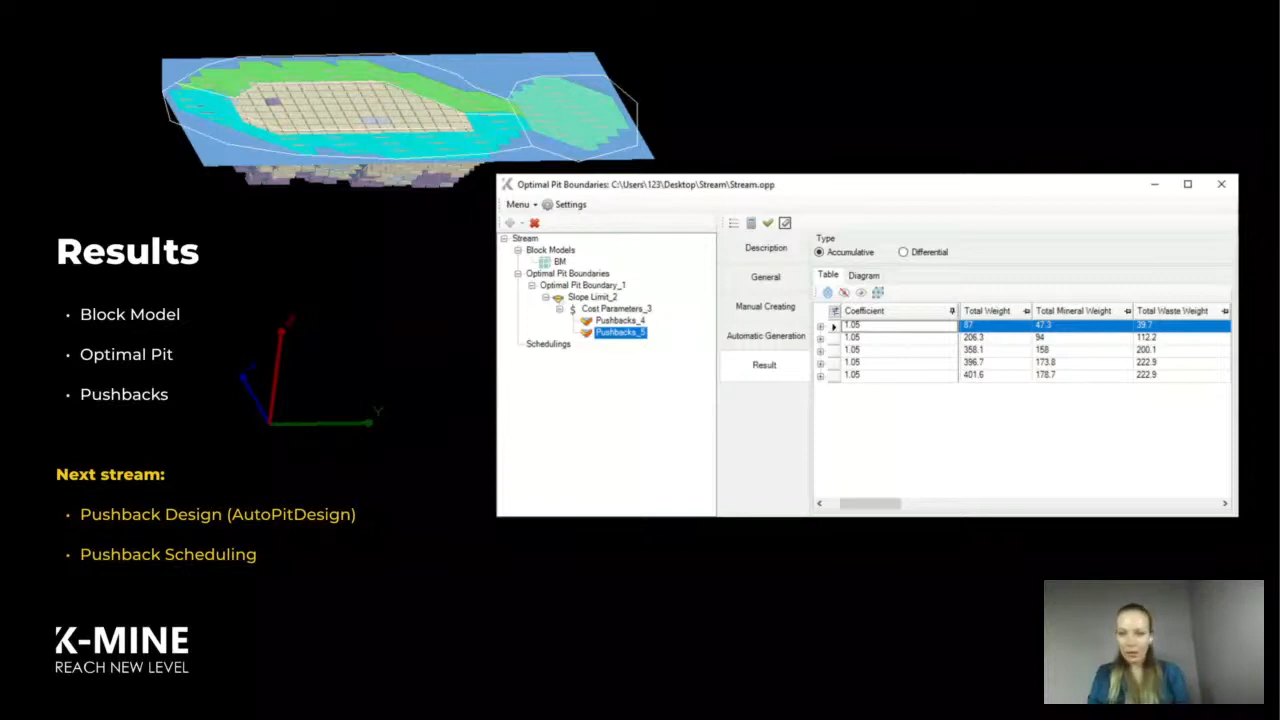 Optimal Pit Boundaries: C:\Users\123\Desktop\Stream\Stream.opp
Menu Settings
Stream
Block Models
BM
Optimal Pit Boundaries
Optimal Pit Boundary_1
Slope Limit_2
$ Cost Parameters_3
Pushbacks_4
Pushbacks_5
Schedulings
Description
General
Manual Creating
Automatic Generation
Result
Type
Accumulative Differential
Table Diagram
Coefficient Total Weight Total Mineral Weight Total Waste Weight
1.05 87 47.3 39.7
1.05 206.3 94 112.2
1.05 358.1 158 200.1
1.05 396.7 173.8 222.9
1.05 401.6 178.7 222.9
Results
• Block Model
• Optimal Pit
• Pushbacks
Y
Next stream:
• Pushback Design (AutoPitDesign)
• Pushback Scheduling
K-MINE
REACH NEW LEVEL